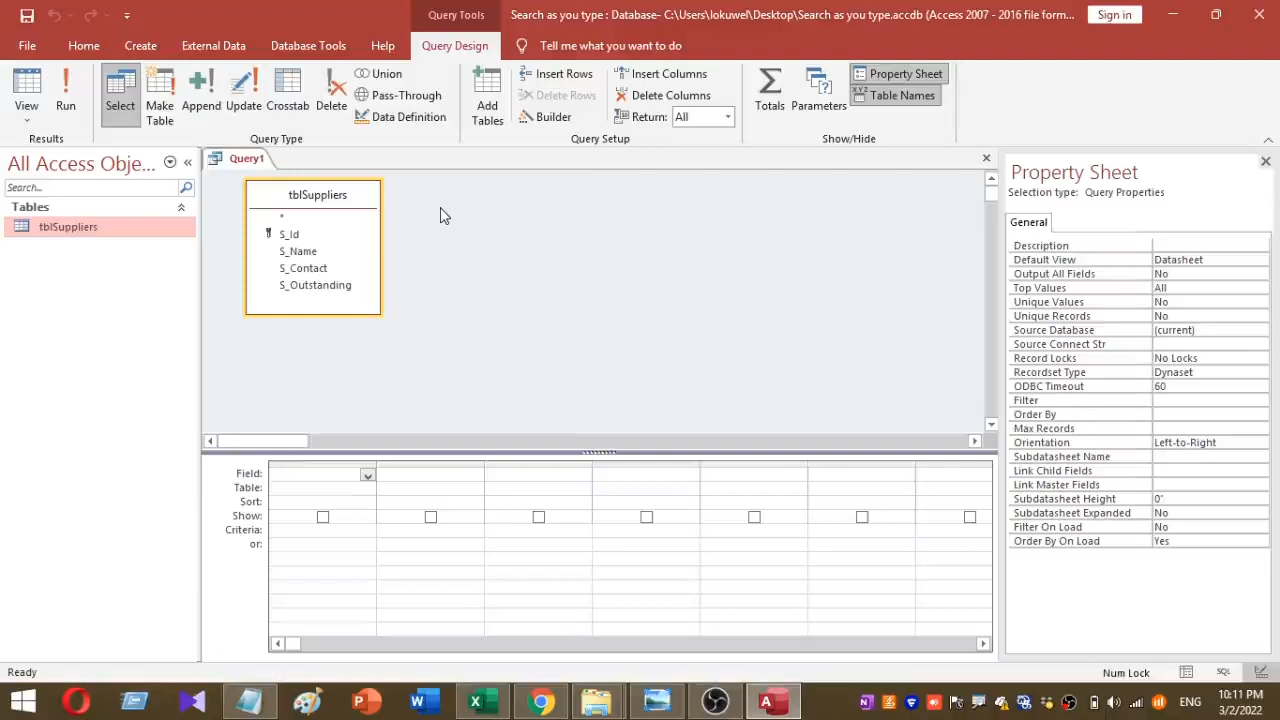 Query Tools
Search as you type : Database- C:\Users\lokuwel\Desktop\Search as you type.accdb (Access 2007 - 2016 file form...
Sign in
File
Home
Create
External Data
Database Tools
Help
Query Design
Tell me what you want to do
View
Run
Select
Make Table
Append
Update
Crosstab
Delete
Union
Pass-Through
Data Definition
Add Tables
Insert Rows
Delete Rows
Builder
Insert Columns
Delete Columns
Return: All
Totals
Parameters
Property Sheet
Table Names
Results
Query Type
Query Setup
Show/Hide
All Access Obje...
Search...
Tables
tblSuppliers
Query1
tblSuppliers
*
S_Id
S_Name
S_Contact
S_Outstanding
Field:
Table:
Sort:
Show:
Criteria:
or:
Property Sheet
Selection type: Query Properties
General
Description
Default View Datasheet
Output All Fields No
Top Values All
Unique Values No
Unique Records No
Source Database (current)
Source Connect Str
Record Locks No Locks
Recordset Type Dynaset
ODBC Timeout 60
Filter
Order By
Max Records
Orientation Left-to-Right
Subdatasheet Name
Link Child Fields
Link Master Fields
Subdatasheet Height 0"
Subdatasheet Expanded No
Filter On Load No
Order By On Load Yes
Ready
Num Lock
SQL
ENG
10:11 PM
3/2/2022